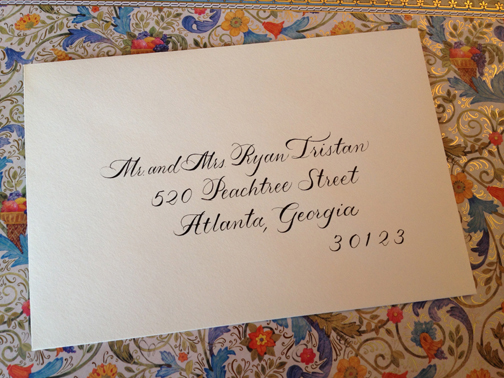 Mr. and Mrs Ryan Tristan
520 Peachtree Street
Atlanta, Georgia
30123